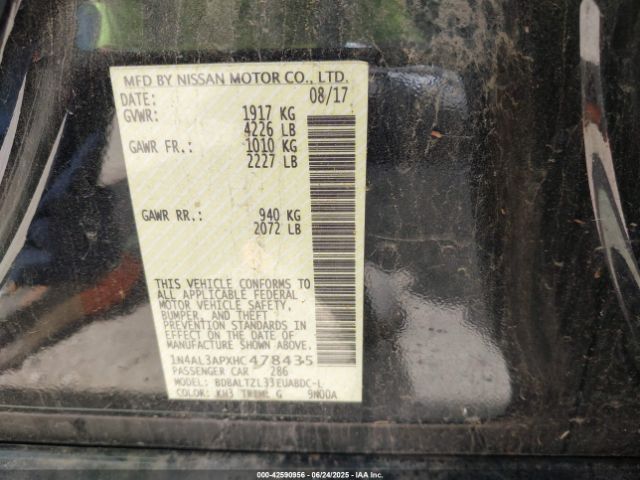 MFD BY NISSAN MOTOR CO., LTD.
DATE: 08/17
GVWR: 1917 KG
4226 LB
GAWR FR.: 1010 KG
2227 LB
GAWR RR.: 940 KG
2072 LB
THIS VEHICLE CONFORMS TO
ALL APPLICABLE FEDERAL
MOTOR VEHICLE SAFETY,
BUMPER, AND THEFT
PREVENTION STANDARDS IN
EFFECT ON THE DATE OF
MANUFACTURE SHOWN ABOVE.
1N4AL3APXHC478435
PASSENGER CAR 286
MODEL: BDBALTZL33EUABDC-L
COLOR: KH3 TRIM: G 9N00A
000-42590956 - 06/24/2025 - IAA Inc.